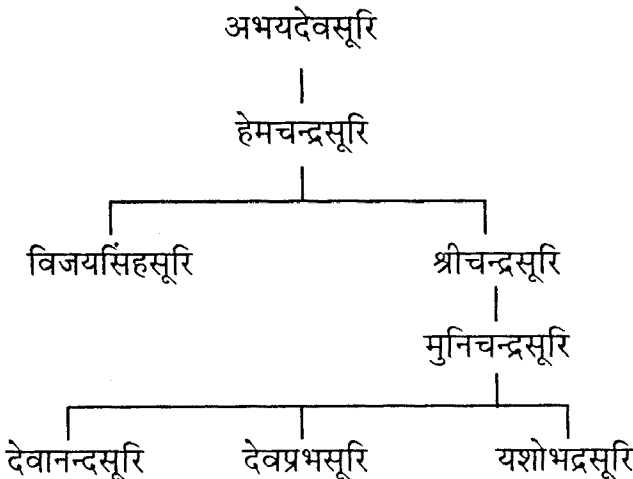 अभयदेवसूरि
हेमचन्द्रसूरि
विजयसिंहसूरि श्रीचन्द्रसूरि
मुनिचन्द्रसूरि
देवानन्दसूरि देवप्रभसूरि यशोभद्रसूरि